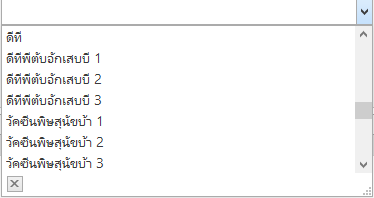 ดีที
ดีทีพีตับอักเสบบี 1
ดีทีพีตับอักเสบบี 2
ดีทีพีตับอักเสบบี 3
วัคซีนพิษสุนัขบ้า 1
วัคซีนพิษสุนัขบ้า 2
วัคซีนพิษสุนัขบ้า 3